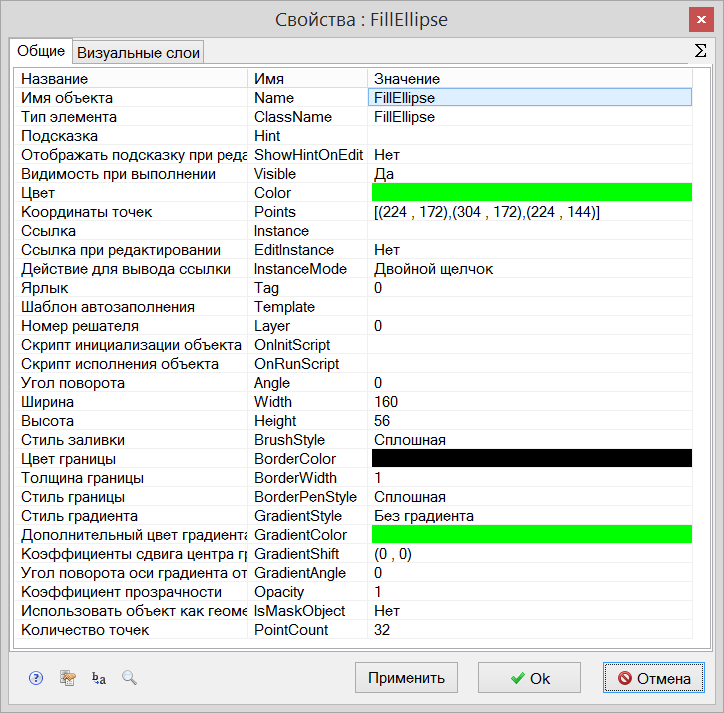 Свойства : FillEllipse
Общие Визуальные слои Σ
Название Имя Значение
Имя объекта Name FillEllipse
Тип элемента ClassName FillEllipse
Подсказка Hint
Отображать подсказку при реда ShowHintOnEdit Нет
Видимость при выполнении Visible Да
Цвет Color
Координаты точек Points [(224 , 172),(304 , 172),(224 , 144)]
Ссылка Instance
Ссылка при редактировании EditInstance Нет
Действие для вывода ссылки InstanceMode Двойной щелчок
Ярлык Tag 0
Шаблон автозаполнения Template
Номер решателя Layer 0
Скрипт инициализации объекта OnInitScript
Скрипт исполнения объекта OnRunScript
Угол поворота Angle 0
Ширина Width 160
Высота Height 56
Стиль заливки BrushStyle Сплошная
Цвет границы BorderColor
Толщина границы BorderWidth 1
Стиль границы BorderPenStyle Сплошная
Стиль градиента GradientStyle Без градиента
Дополнительный цвет градиента GradientColor
Коэффициенты сдвига центра гр GradientShift (0 , 0)
Угол поворота оси градиента от GradientAngle 0
Коэффициент прозрачности Opacity 1
Использовать объект как геоме IsMaskObject Нет
Количество точек PointCount 32
? b a Применить Ok Отмена